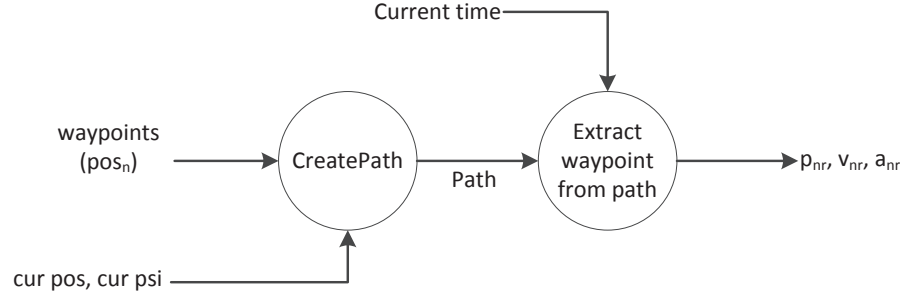 Current time
waypoints
(posₙ)
CreatePath
Path
Extract
waypoint
from path
pₙᵣ, vₙᵣ, aₙᵣ
cur pos, cur psi